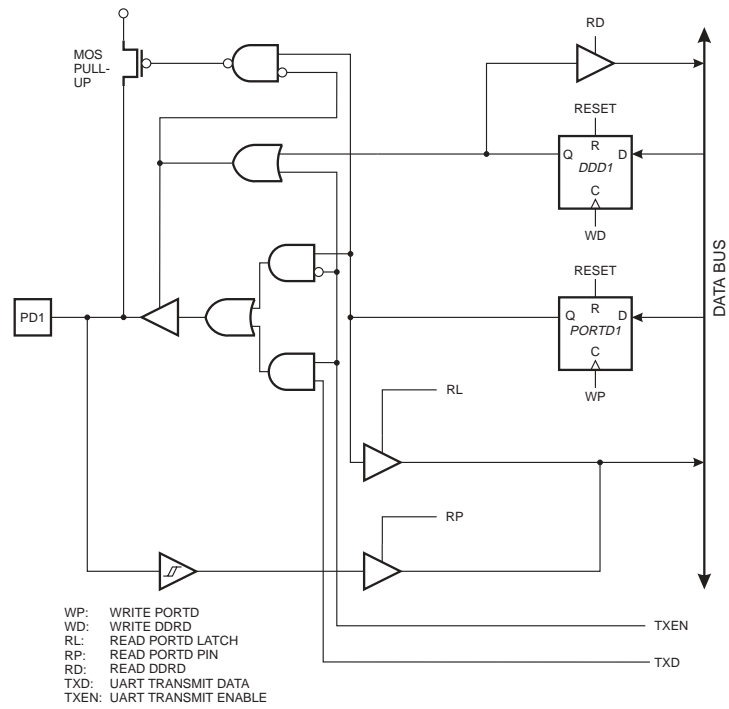 RD
MOS
PULL-
UP
RESET
R
Q
D
DDD1
C
WD
DATA BUS
RESET
R
Q
D
PD1
PORTD1
C
WP
RL
RP
WP: WRITE PORTD
WD: WRITE DDRD
RL: READ PORTD LATCH
RP: READ PORTD PIN
RD: READ DDRD
TXD: UART TRANSMIT DATA
TXEN: UART TRANSMIT ENABLE
TXEN
TXD